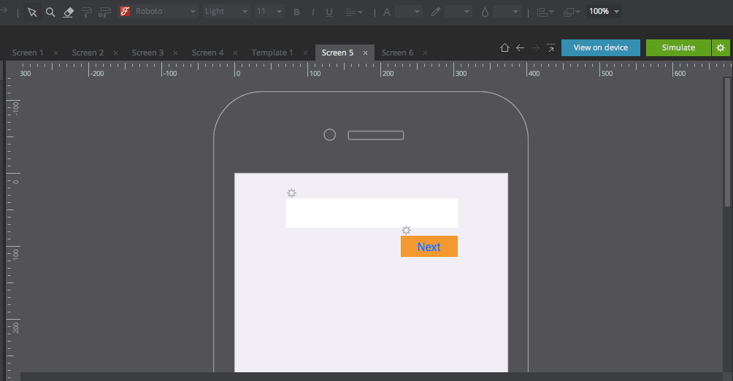 Roboto Light 11 B I U A 100%
Screen 1 × Screen 2 × Screen 3 × Screen 4 × Template 1 × Screen 5 × Screen 6 × View on device Simulate
300 -200 -100 0 100 200 300 400 500 600
-100
0
100
200
Next